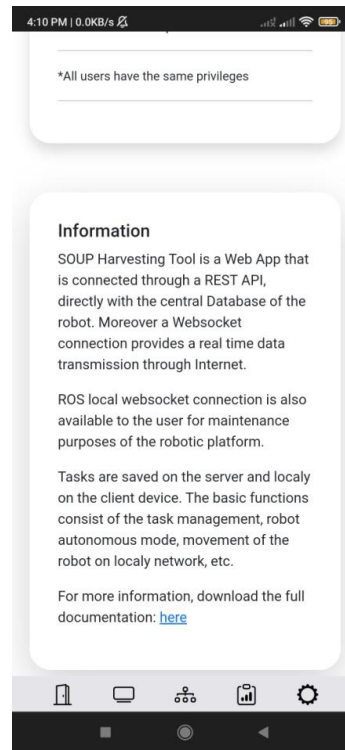 4:10 PM | 0.0KB/s
95
*All users have the same privileges
Information
SOUP Harvesting Tool is a Web App that
is connected through a REST API,
directly with the central Database of the
robot. Moreover a Websocket
connection provides a real time data
transmission through Internet.
ROS local websocket connection is also
available to the user for maintenance
purposes of the robotic platform.
Tasks are saved on the server and localy
on the client device. The basic functions
consist of the task management, robot
autonomous mode, movement of the
robot on localy network, etc.
For more information, download the full
documentation: here